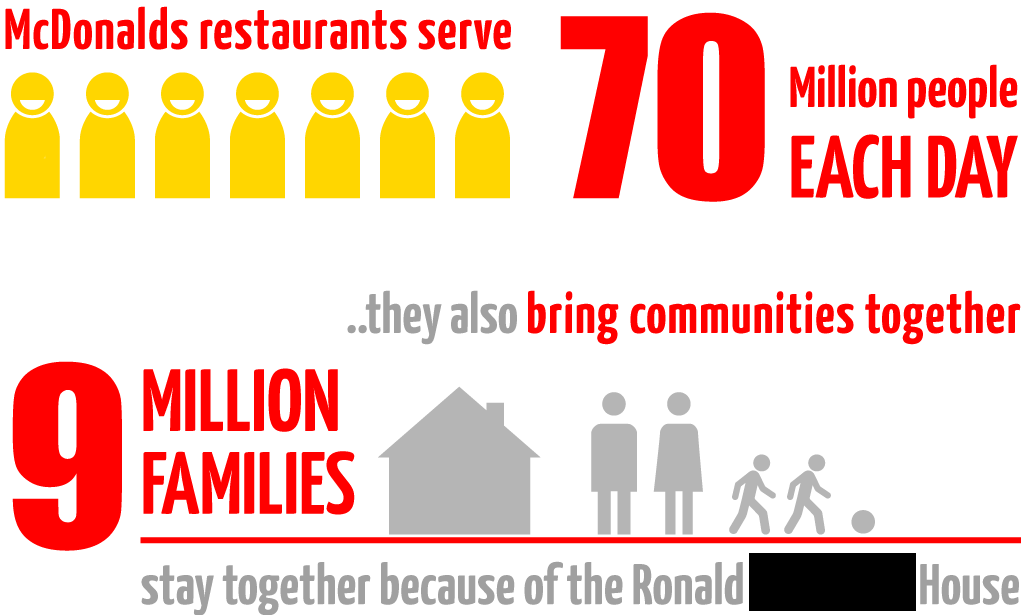 McDonalds restaurants serve
70 Million people
EACH DAY
..they also bring communities together
9 MILLION
FAMILIES
stay together because of the Ronald House